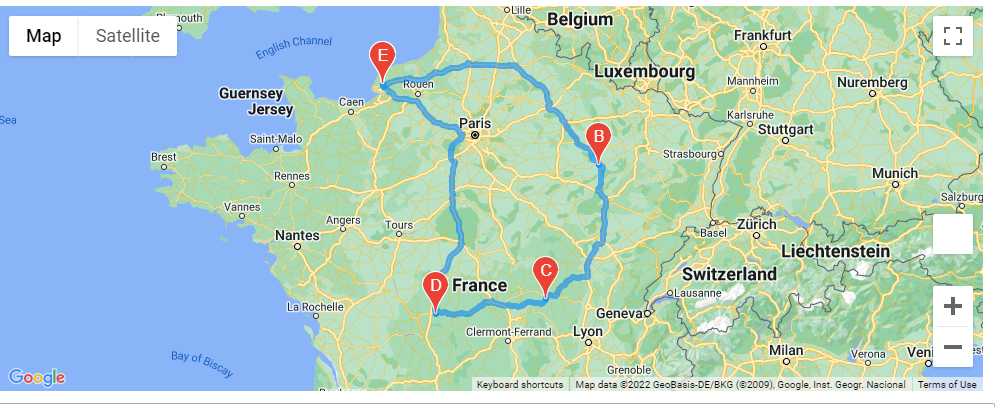 Map
Satellite
Plymouth
Lille
Belgium
English Channel
Frankfurt
E
Luxembourg
Mannheim
Nuremberg
Guernsey
Jersey
Rouen
Caen
Karlsruhe
Stuttgart
Sea
Paris
B
Saint-Malo
Strasbourg
Brest
Rennes
Munich
Vannes
Salzburg
Angers
Tours
Basel
Zürich
Nantes
Liechtenstein
C
Switzerland
D
France
Lausanne
La Rochelle
Geneva
Clermont-Ferrand
Lyon
Bay of Biscay
Milan
Verona
Veni
Grenoble
Google
Keyboard shortcuts
Map data ©2022 GeoBasis-DE/BKG (©2009), Google, Inst. Geogr. Nacional
Terms of Use